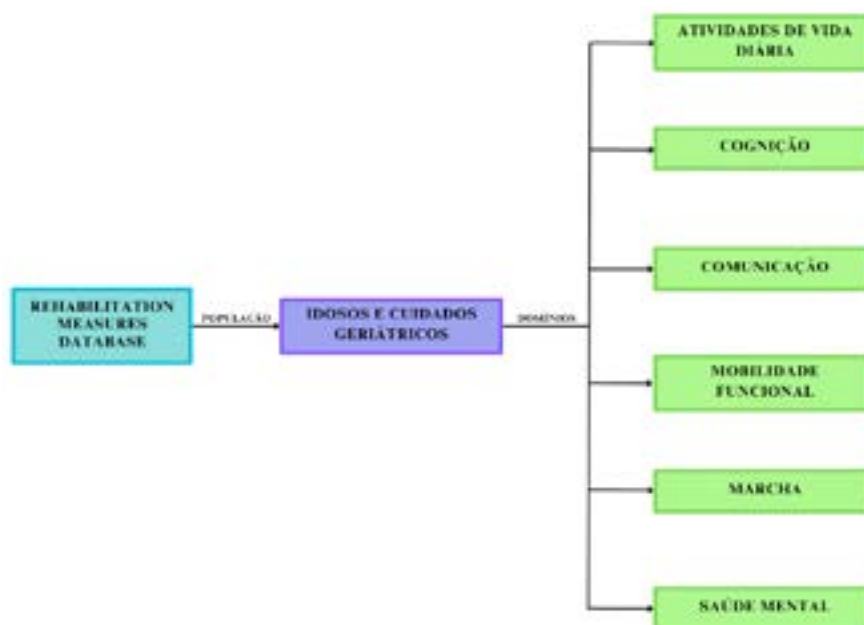 REHABILITATION
MEASURES
DATABASE
POPULAÇÃO
IDOSOS E CUIDADOS
GERIÁTRICOS
DOMÍNIOS
ATIVIDADES DE VIDA
DIÁRIA
COGNIÇÃO
COMUNICAÇÃO
MOBILIDADE
FUNCIONAL
MARCHA
SAÚDE MENTAL